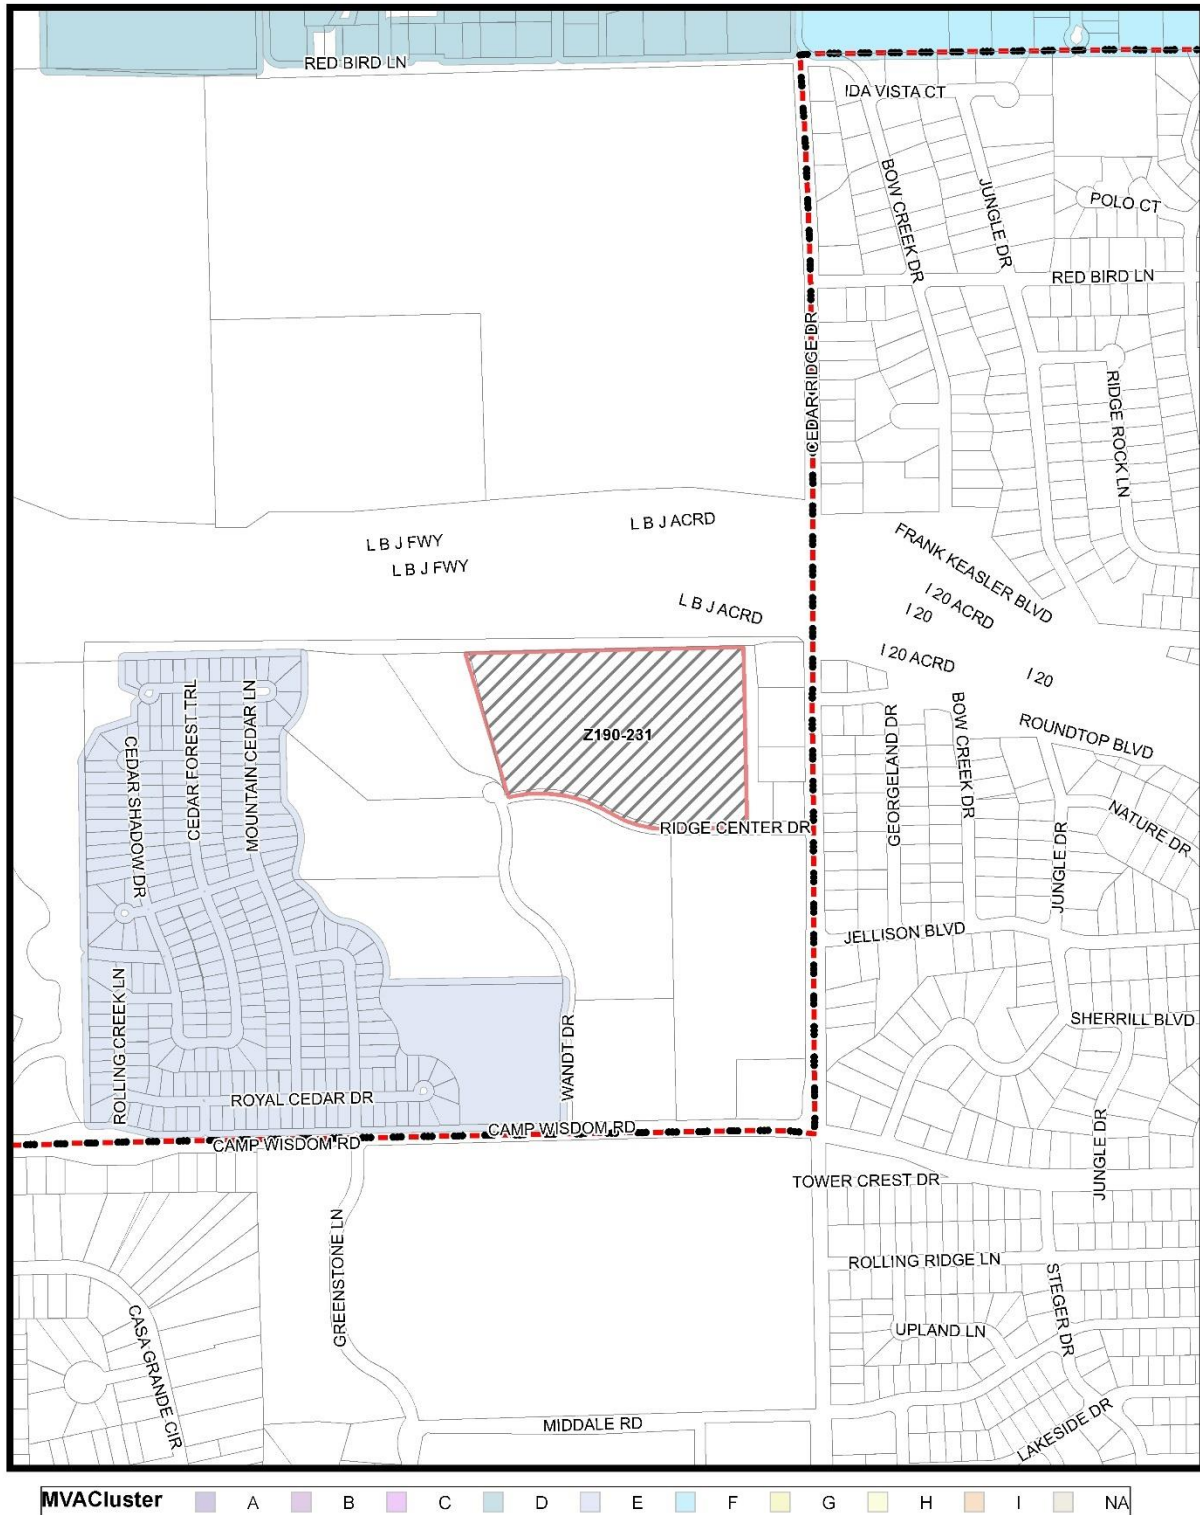 RED BIRD LN
IDA VISTA CT
BOW CREEK DR
JUNGLE DR
POLO CT
RED BIRD LN
CEDAR RIDGE DR
RIDGE ROCK LN
L B J ACRD
L B J FWY
L B J FWY
FRANK KEASLER BLVD
I 20 ACRD
I 20
L B J ACRD
I 20 ACRD
I 20
ROUNDTOP BLVD
BOW CREEK DR
GEORGELAND DR
Z190-231
CEDAR FOREST TRL
MOUNTAIN CEDAR LN
CEDAR SHADOW DR
NATURE DR
RIDGE CENTER DR
JUNGLE DR
JELLISON BLVD
ROLLING CREEK LN
WANDT DR
SHERRILL BLVD
ROYAL CEDAR DR
CAMP WISDOM RD
CAMP WISDOM RD
JUNGLE DR
TOWER CREST DR
GREENSTONE LN
ROLLING RIDGE LN
STEGER DR
UPLAND LN
CASA GRANDE CIR
MIDDALE RD
LAKESIDE DR
MVACluster A B C D E F G H I NA